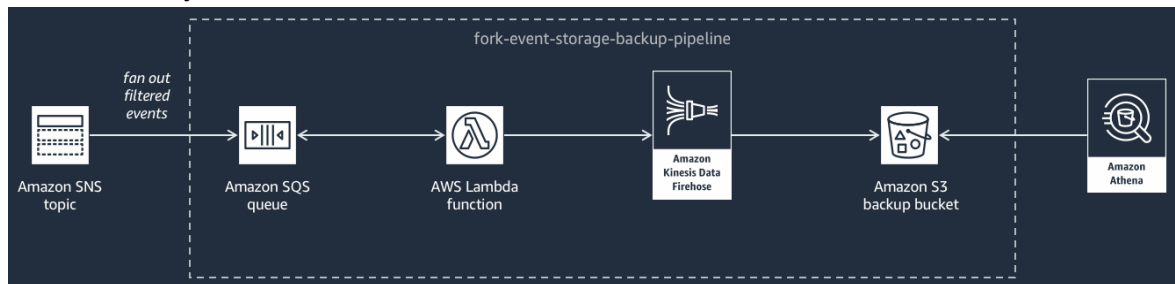 fork-event-storage-backup-pipeline
fan out
filtered
events
Amazon SNS
topic
Amazon SQS
queue
AWS Lambda
function
Amazon
Kinesis Data
Firehose
Amazon S3
backup bucket
Amazon
Athena